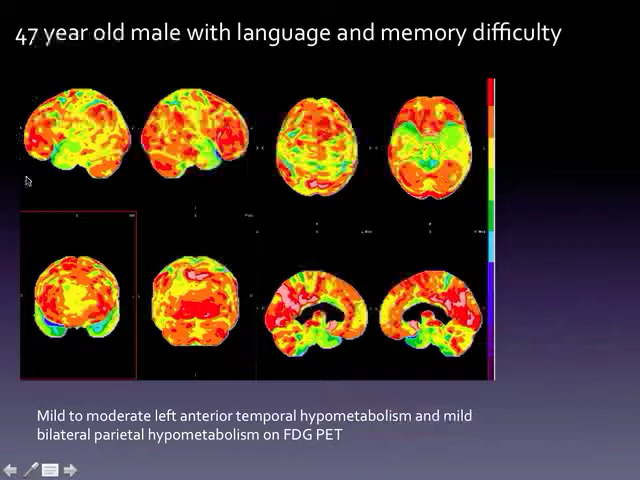 47 year old male with language and memory difficulty
Mild to moderate left anterior temporal hypometabolism and mild
bilateral parietal hypometabolism on FDG PET